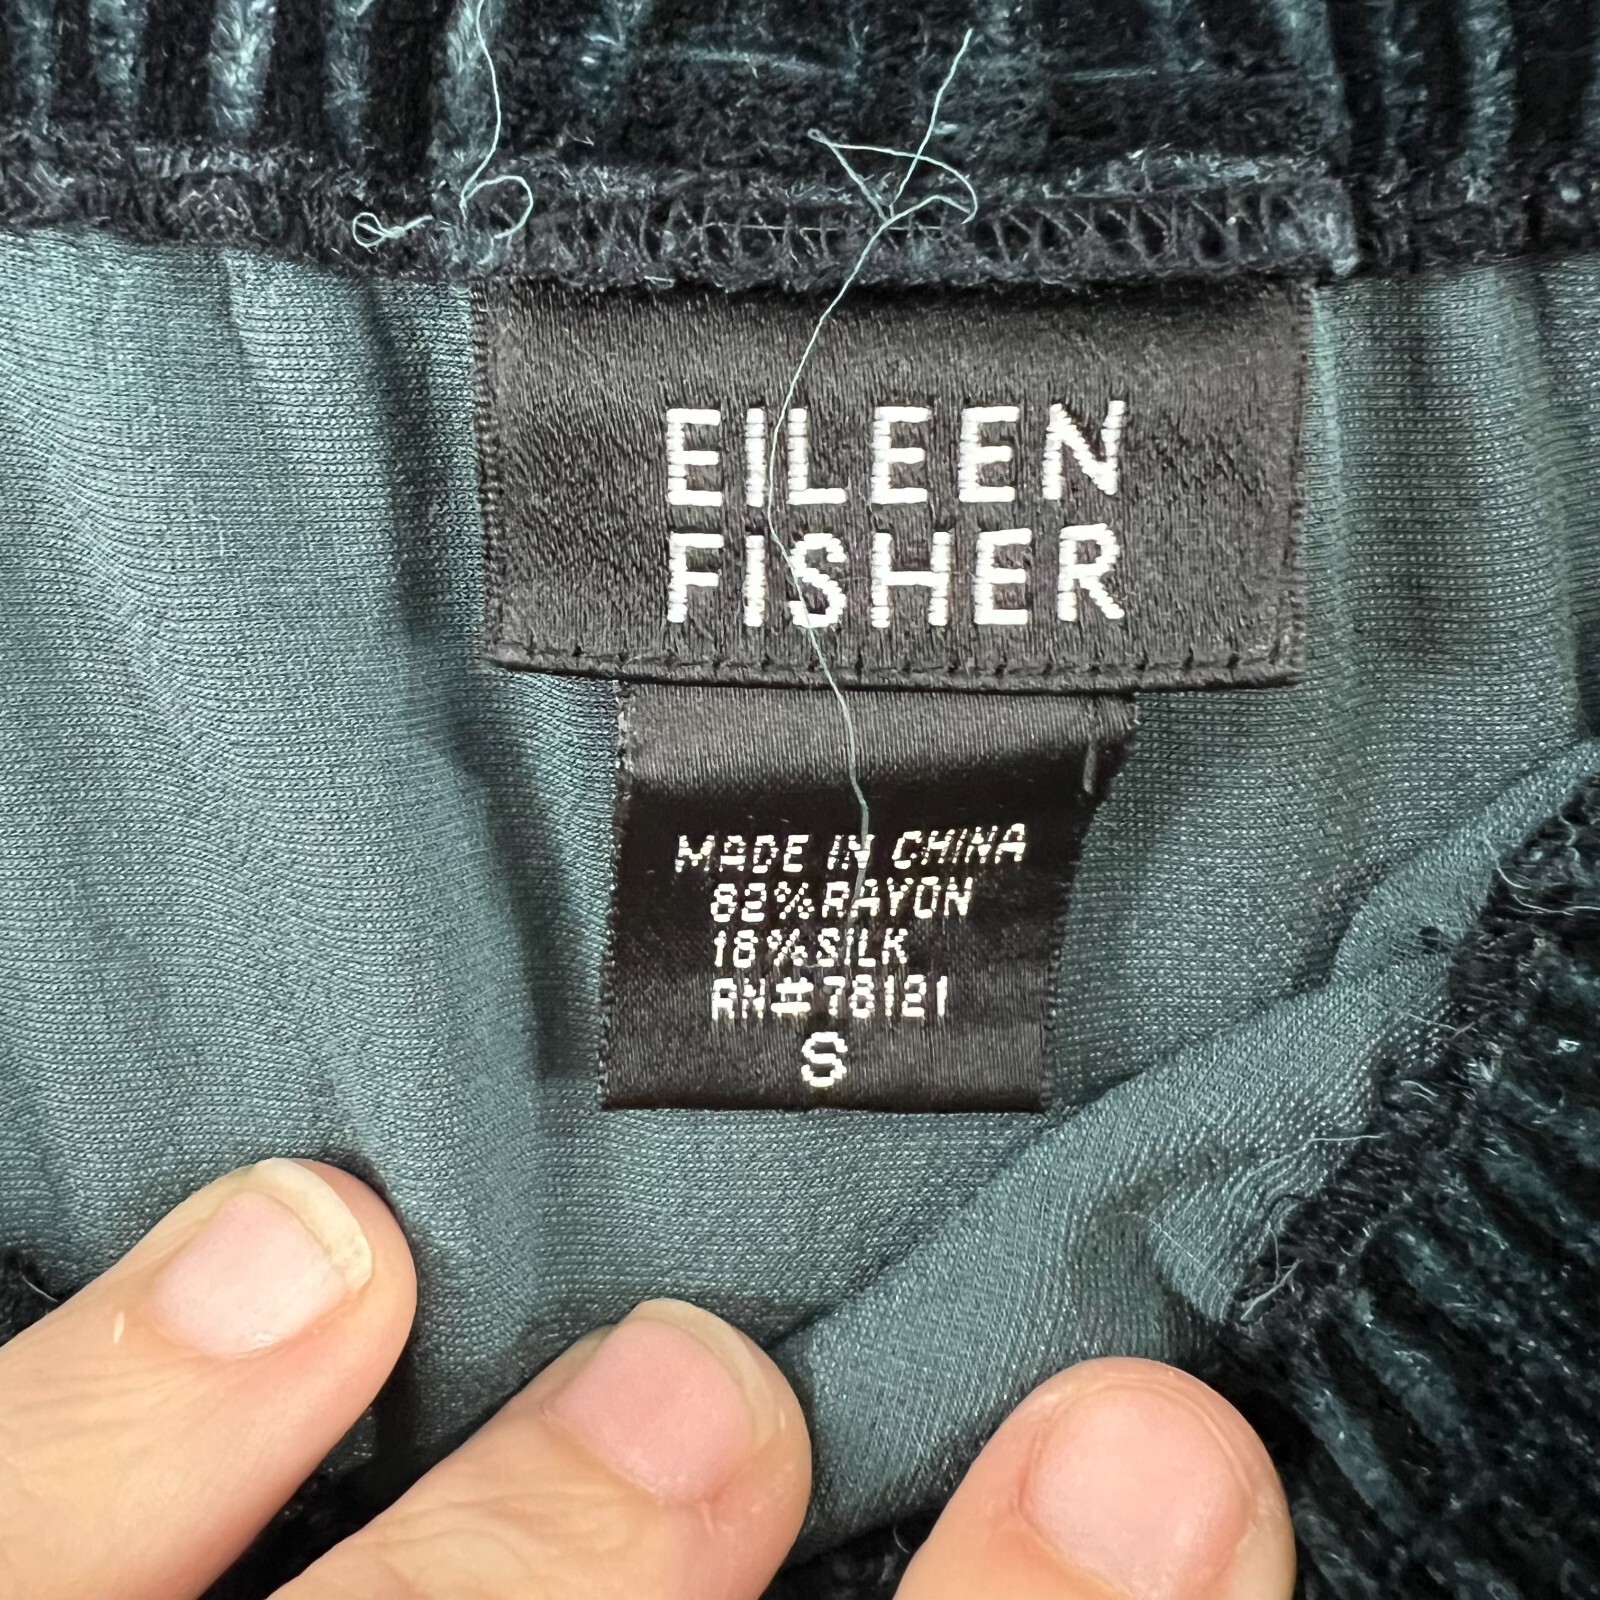 EILEEN
FISHER
MADE IN CHINA
82%RAYON
18%SILK
RN#78121
S